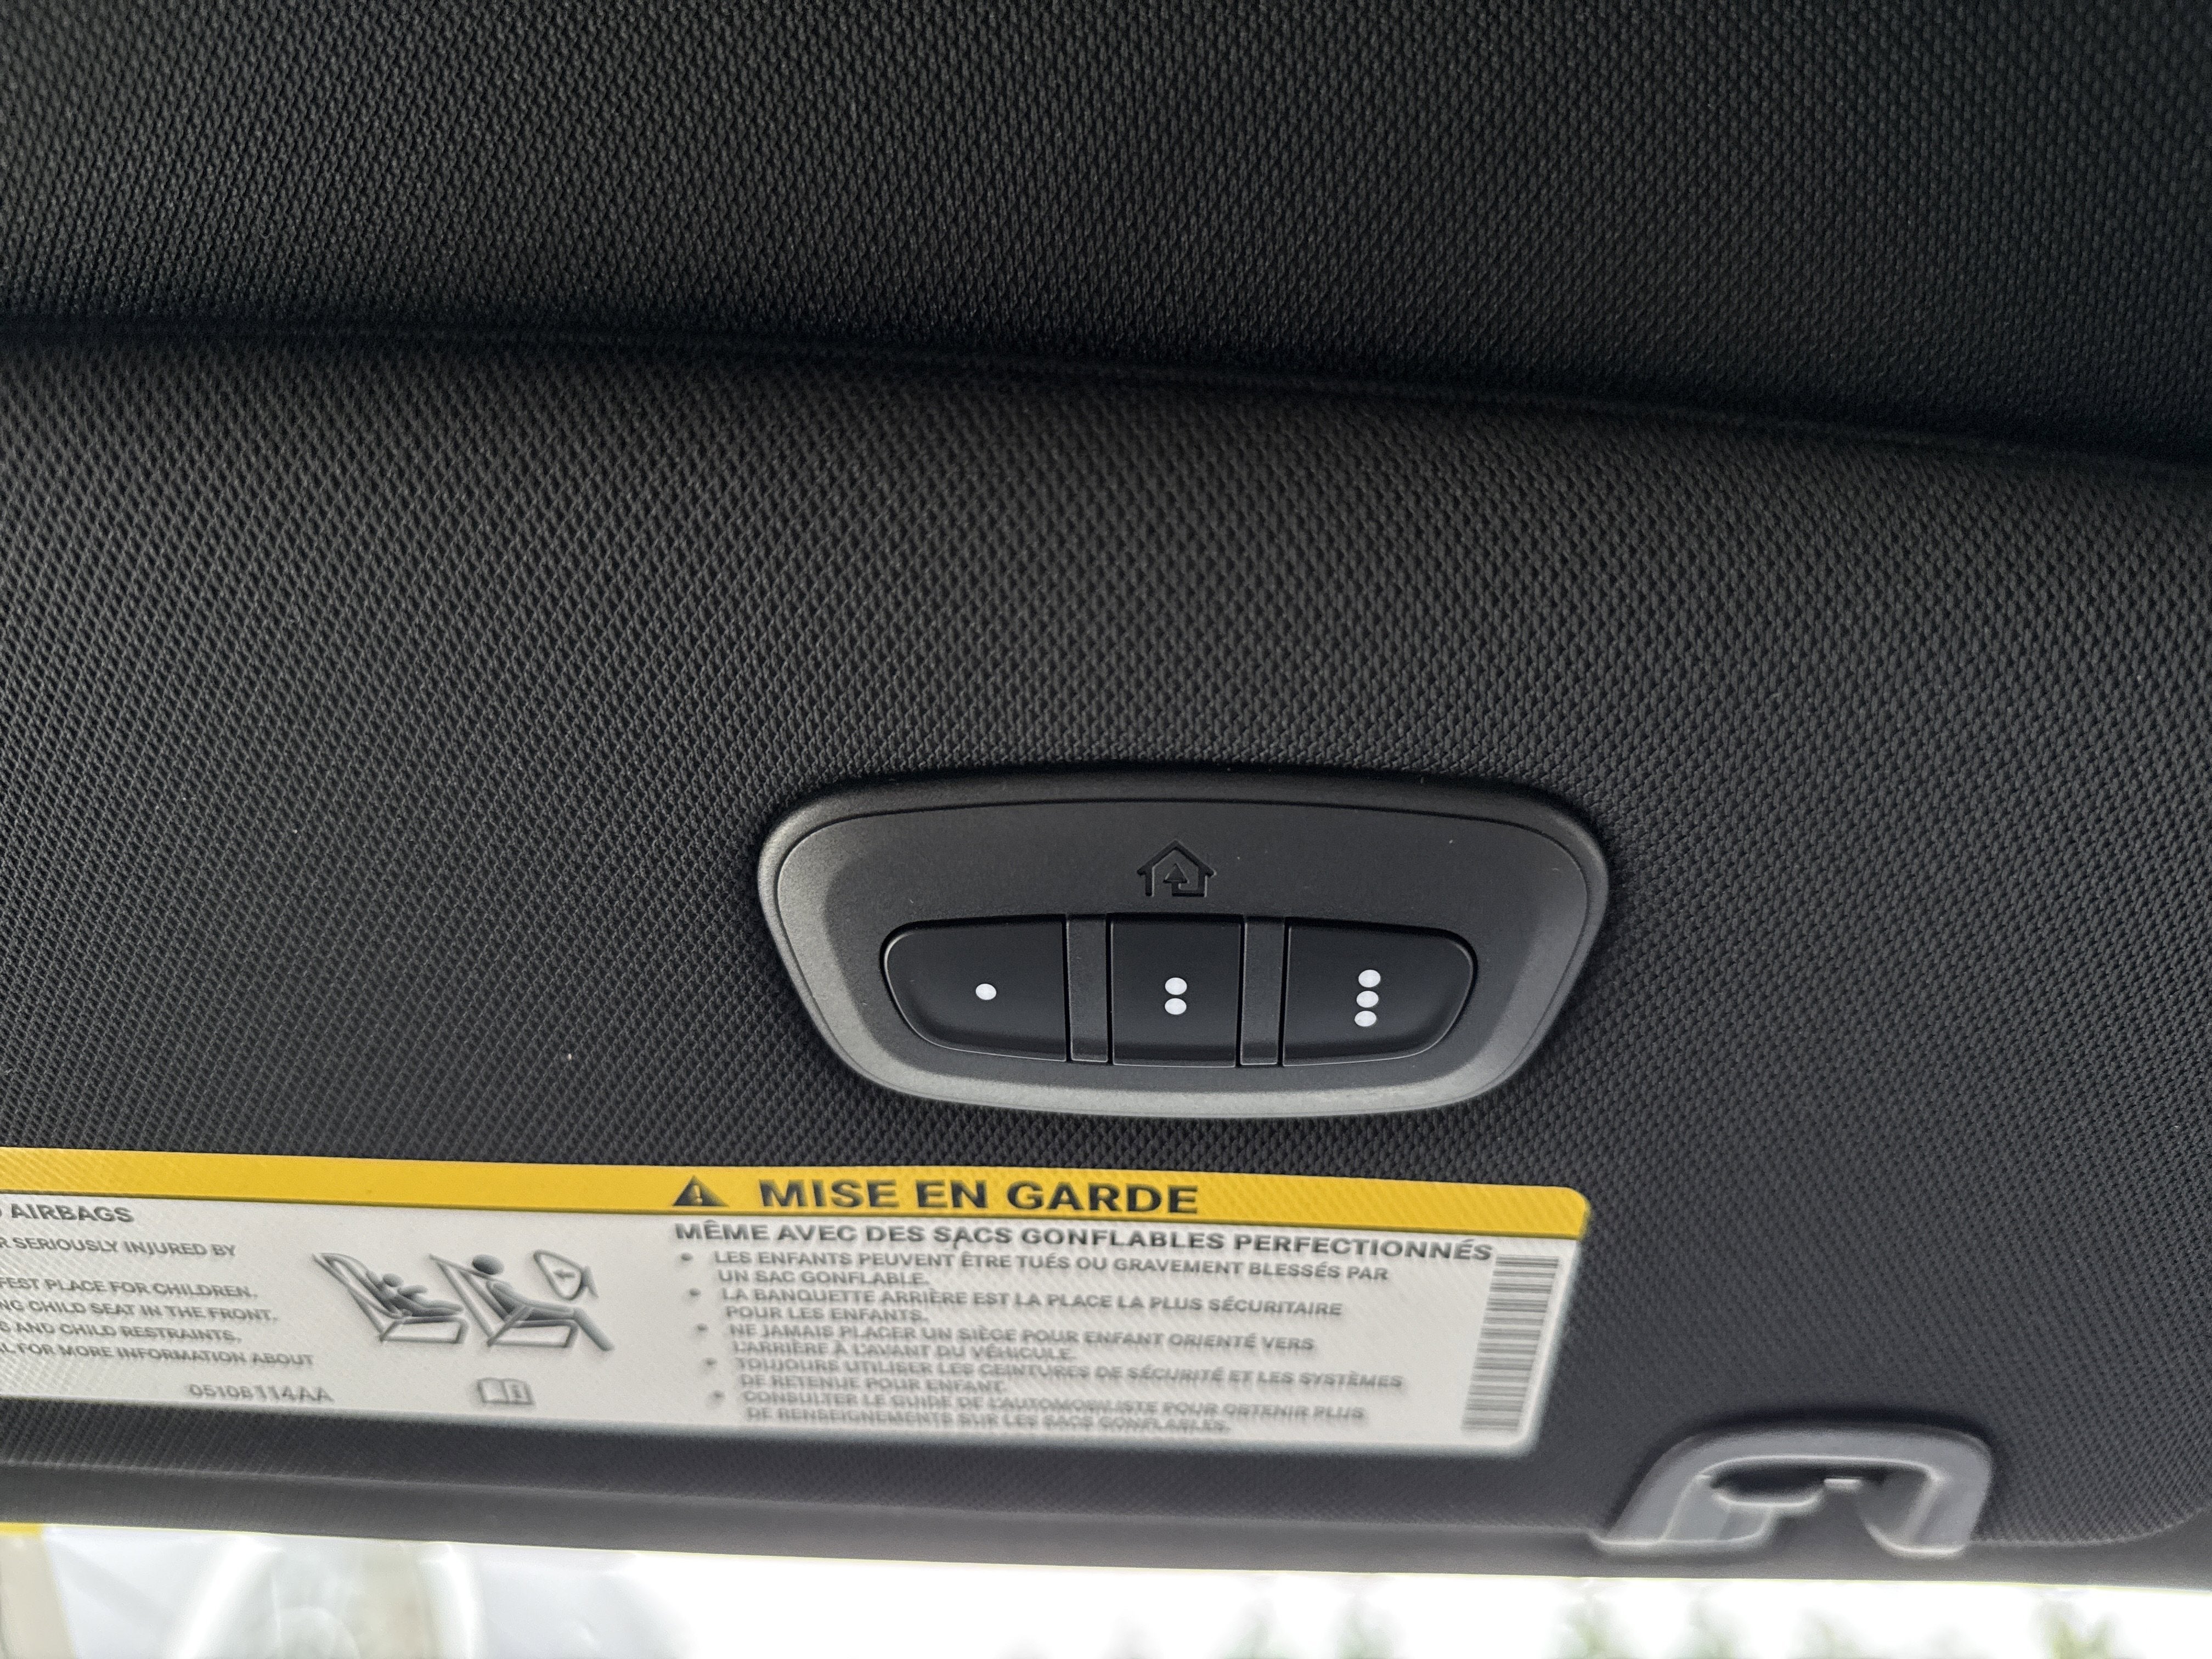 AIRBAGS
SERIOUSLY INJURED BY
PLACE FOR CHILDREN.
CHILD SEAT IN THE FRONT.
AND CHILD RESTRAINTS.
FOR MORE INFORMATION ABOUT
05108114AA
MISE EN GARDE
MÊME AVEC DES SACS GONFLABLES PERFECTIONNÉS
• LES ENFANTS PEUVENT ÊTRE TUÉS OU GRAVEMENT BLESSÉS PAR
UN SAC GONFLABLE.
• LA BANQUETTE ARRIÈRE EST LA PLACE LA PLUS SÉCURITAIRE
POUR LES ENFANTS.
• NE JAMAIS PLACER UN SIÈGE POUR ENFANT ORIENTÉ VERS
L'ARRIÈRE À L'AVANT DU VÉHICULE.
• TOUJOURS UTILISER LES CEINTURES DE SÉCURITÉ ET LES SYSTÈMES
DE RETENUE POUR ENFANT.
• CONSULTER LE GUIDE DE L'AUTOMOBILISTE POUR OBTENIR PLUS
DE RENSEIGNEMENTS SUR LES SACS GONFLABLES.